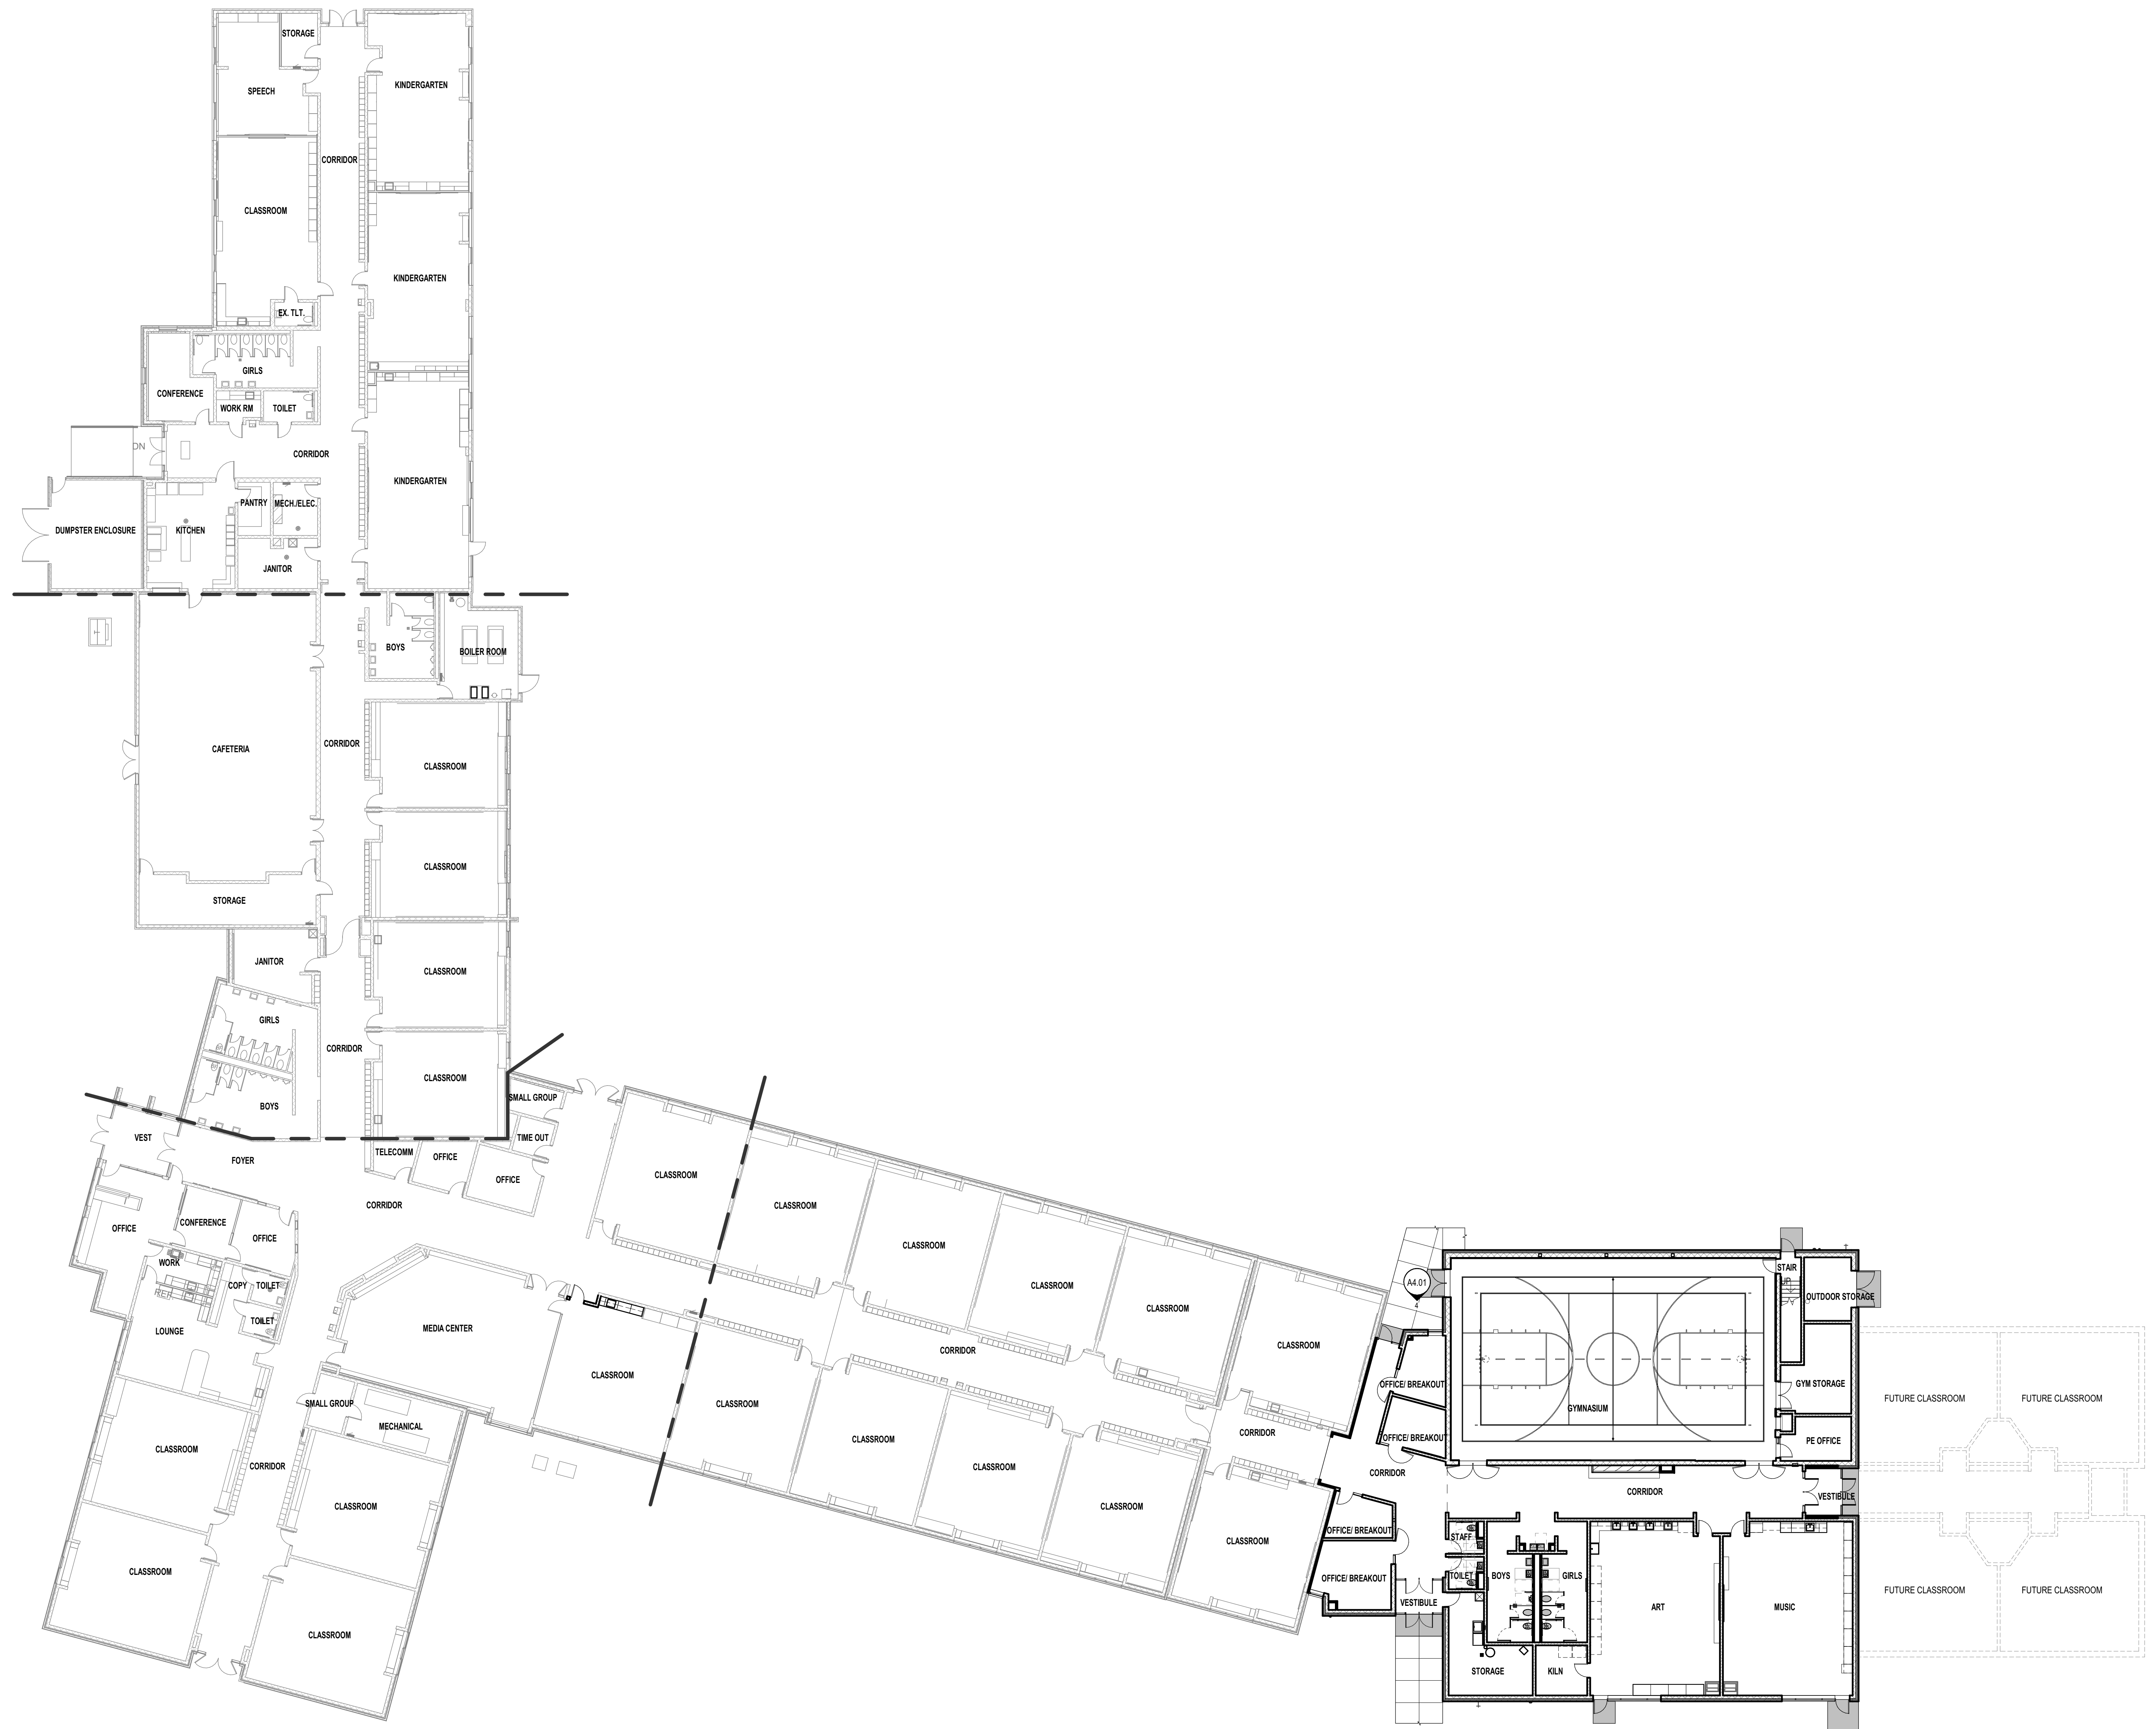 STORAGE
KINDERGARTEN
SPEECH
CORRIDOR
CLASSROOM
KINDERGARTEN
EX. TLT.
GIRLS
CONFERENCE
WORK RM
TOILET
DN
CORRIDOR
KINDERGARTEN
PANTRY
MECH./ELEC.
DUMPSTER ENCLOSURE
KITCHEN
JANITOR
BOYS
BOILER ROOM
CAFETERIA
CORRIDOR
CLASSROOM
CLASSROOM
STORAGE
JANITOR
CLASSROOM
GIRLS
CORRIDOR
CLASSROOM
BOYS
SMALL GROUP
VEST
TIME OUT
FOYER
TELECOMM
OFFICE
OFFICE
CLASSROOM
CLASSROOM
CORRIDOR
OFFICE
CONFERENCE
OFFICE
CLASSROOM
WORK
COPY
TOILET
REF
CLASSROOM
CLASSROOM
TOILET
LOUNGE
MEDIA CENTER
CORRIDOR
CLASSROOM
CLASSROOM
SMALL GROUP
MECHANICAL
CLASSROOM
CLASSROOM
CLASSROOM
CORRIDOR
CORRIDOR
CLASSROOM
CLASSROOM
CLASSROOM
CLASSROOM
CLASSROOM
CLASSROOM
A4.01
4
STAIR
UP
OUTDOOR STORAGE
OFFICE/ BREAKOUT
GYM STORAGE
GYMNASIUM
OFFICE/ BREAKOUT
PE OFFICE
FUTURE CLASSROOM
FUTURE CLASSROOM
CORRIDOR
CORRIDOR
VESTIBULE
OFFICE/ BREAKOUT
STAFF
TOILET
OFFICE/ BREAKOUT
BOYS
GIRLS
VESTIBULE
ART
MUSIC
FUTURE CLASSROOM
FUTURE CLASSROOM
STORAGE
KILN